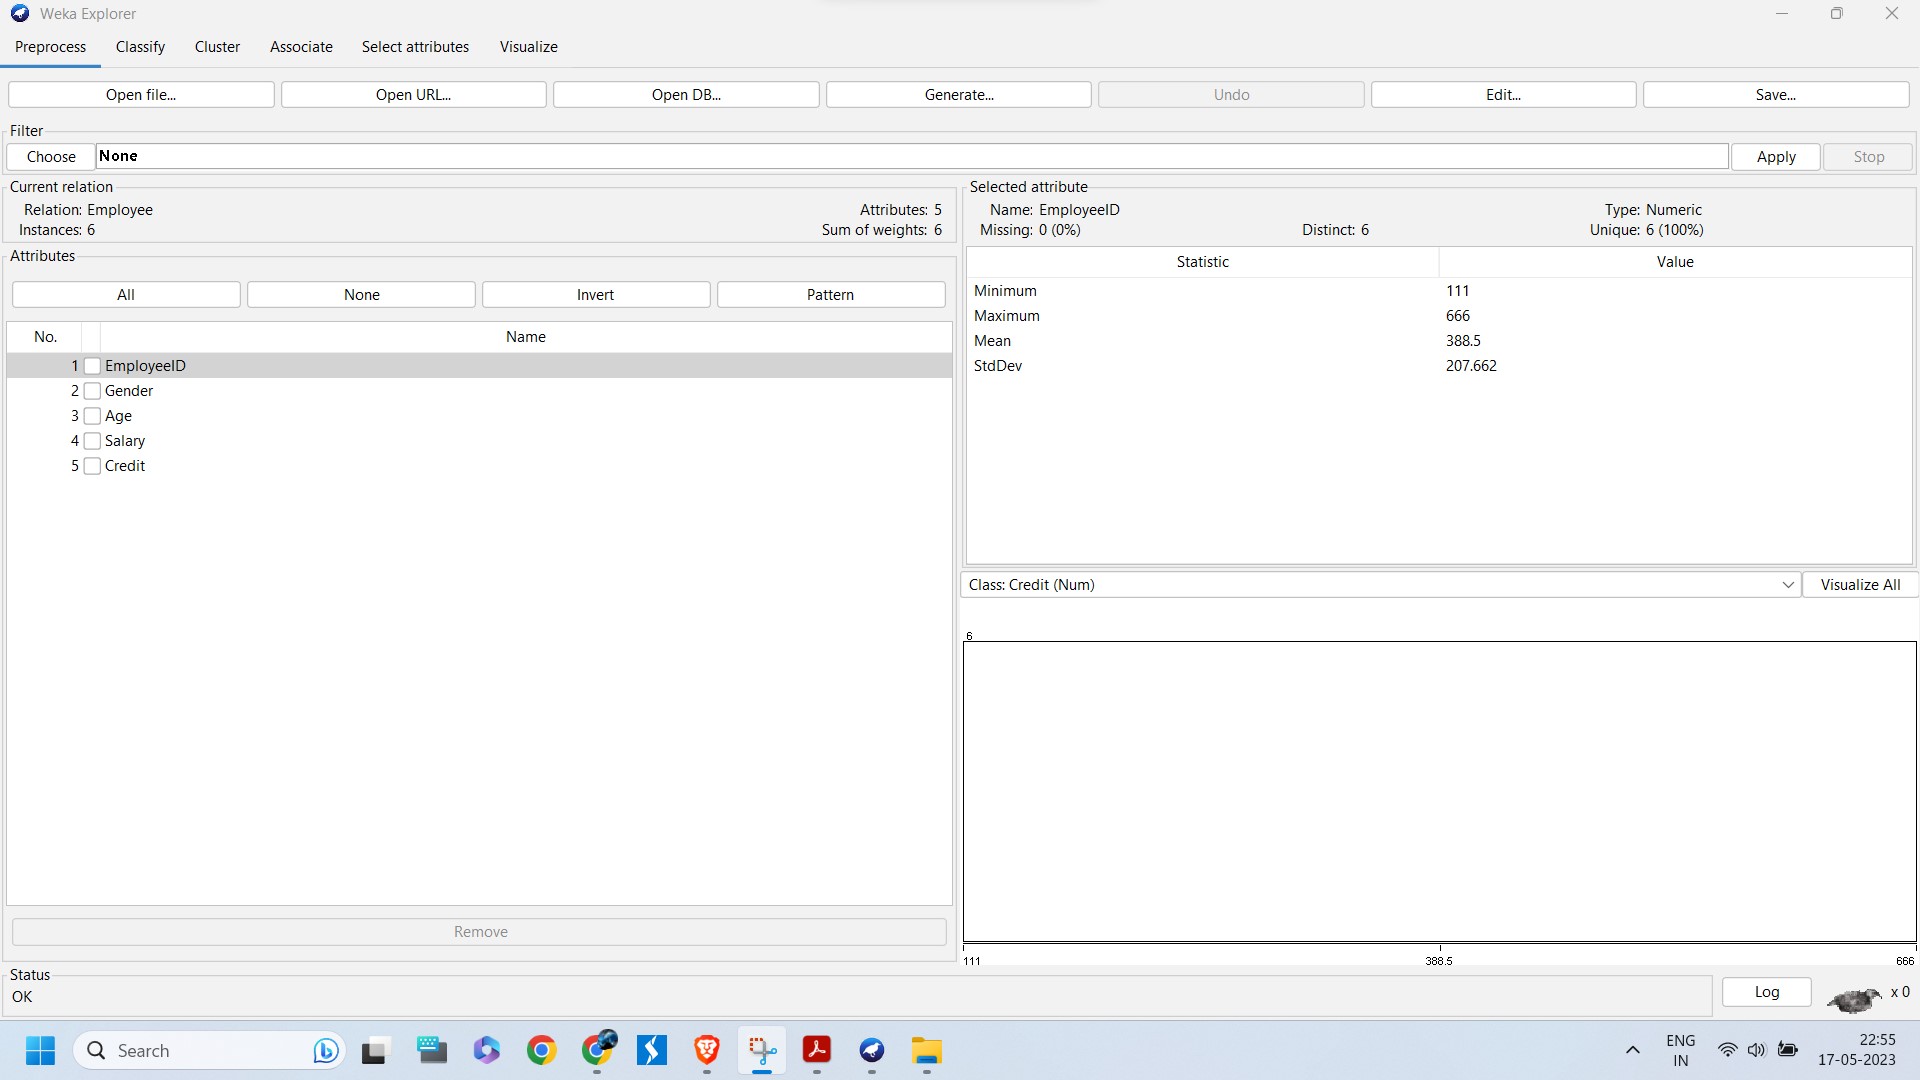 Weka Explorer
Preprocess Classify Cluster Associate Select attributes Visualize
Open file... Open URL... Open DB... Generate... Undo Edit... Save...
Filter
Choose None Apply Stop
Current relation
Relation: Employee Attributes: 5
Instances: 6 Sum of weights: 6
Attributes
All None Invert Pattern
No. Name
1 EmployeeID
2 Gender
3 Age
4 Salary
5 Credit
Remove
Selected attribute
Name: EmployeeID Type: Numeric
Missing: 0 (0%) Distinct: 6 Unique: 6 (100%)
Statistic Value
Minimum 111
Maximum 666
Mean 388.5
StdDev 207.662
Class: Credit (Num) Visualize All
6
111 388.5 666
Status
OK
Log x 0
Search
ENG
IN
22:55
17-05-2023